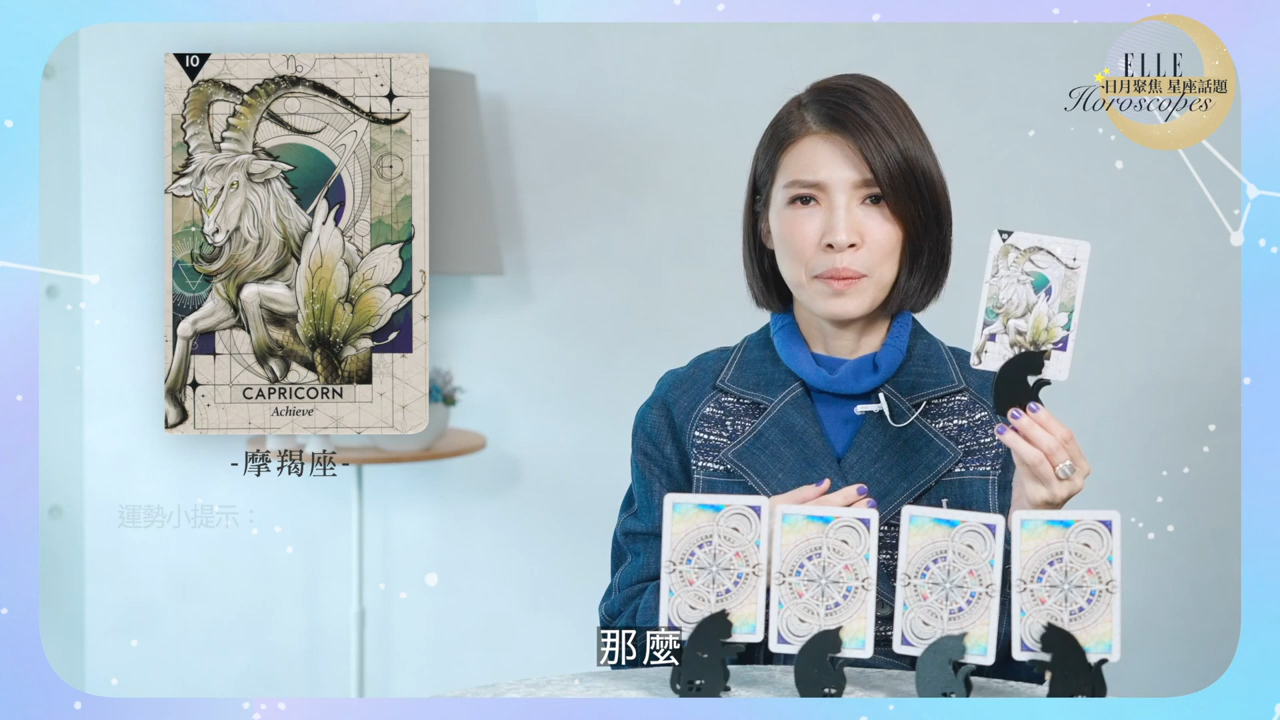 10
CAPRICORN
Achieve
-摩羯座-
運勢小提示：
ELLE
日月聚焦 星座話題
Horoscopes
那麼